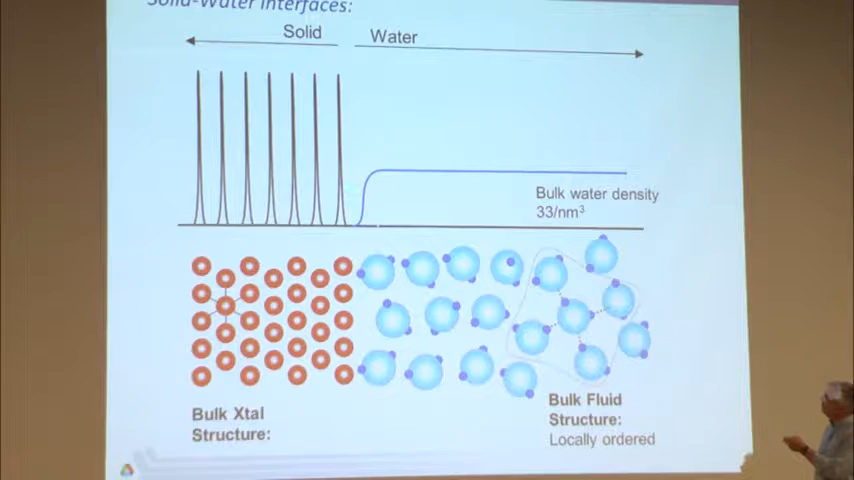 Solid-Water Interfaces:
Solid
Water
Bulk water density
33/nm³
Bulk Xtal
Structure:
Bulk Fluid
Structure:
Locally ordered